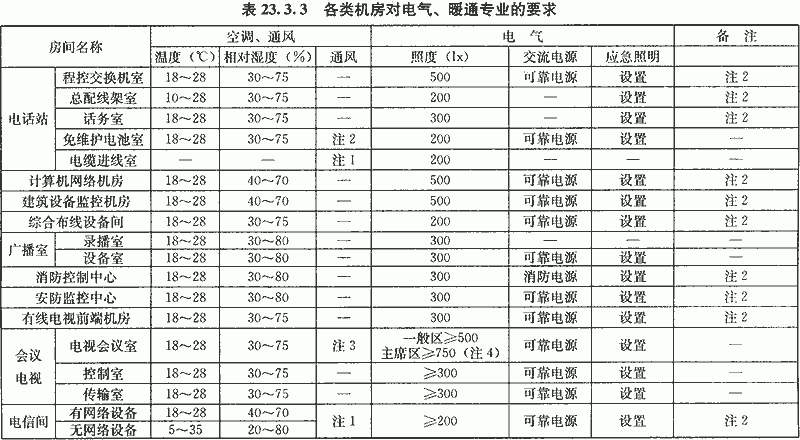 表 23.3.3 各类机房对电气、暖通专业的要求
房间名称 空调、通风 电 气 备 注
温度（℃） 相对湿度（%） 通风 照度（lx） 交流电源 应急照明
电话站 程控交换机室 18～28 30～75 — 500 可靠电源 设置 注 2
总配线架室 10～28 30～75 — 200 — 设置 注 2
话务室 18～28 30～75 — 300 — 设置 注 2
免维护电池室 18～28 30～75 注 2 200 可靠电源 设置 —
电缆进线室 — — 注 1 200 — — —
计算机网络机房 18～28 40～70 — 500 可靠电源 设置 注 2
建筑设备监控机房 18～28 40～70 — 500 可靠电源 设置 注 2
综合布线设备间 18～28 30～75 — 200 可靠电源 设置 注 2
广播室 录播室 18～28 30～80 — 300 — — —
设备室 18～28 30～80 — 300 可靠电源 设置 —
消防控制中心 18～28 30～80 — 300 消防电源 设置 注 2
安防监控中心 18～28 30～80 — 300 可靠电源 设置 注 2
有线电视前端机房 18～28 30～75 — 300 可靠电源 设置 注 2
会议电视 电视会议室 18～28 30～75 注 3 一般区≥500 可靠电源 设置 —
主席区≥750（注 4）
控制室 18～28 30～75 — ≥300 可靠电源 设置 —
传输室 18～28 30～75 — ≥300 可靠电源 设置 —
电信间 有网络设备 18～28 40～70 注 1 ≥200 可靠电源 设置 注 2
无网络设备 5～35 20～80